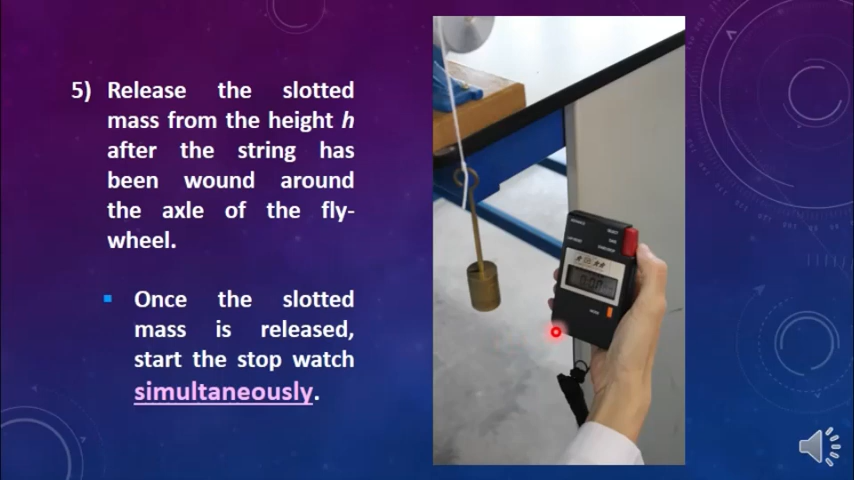 5) Release the slotted
mass from the height h
after the string has
been wound around
the axle of the fly-
wheel.
▪ Once the slotted
mass is released,
start the stop watch
simultaneously.